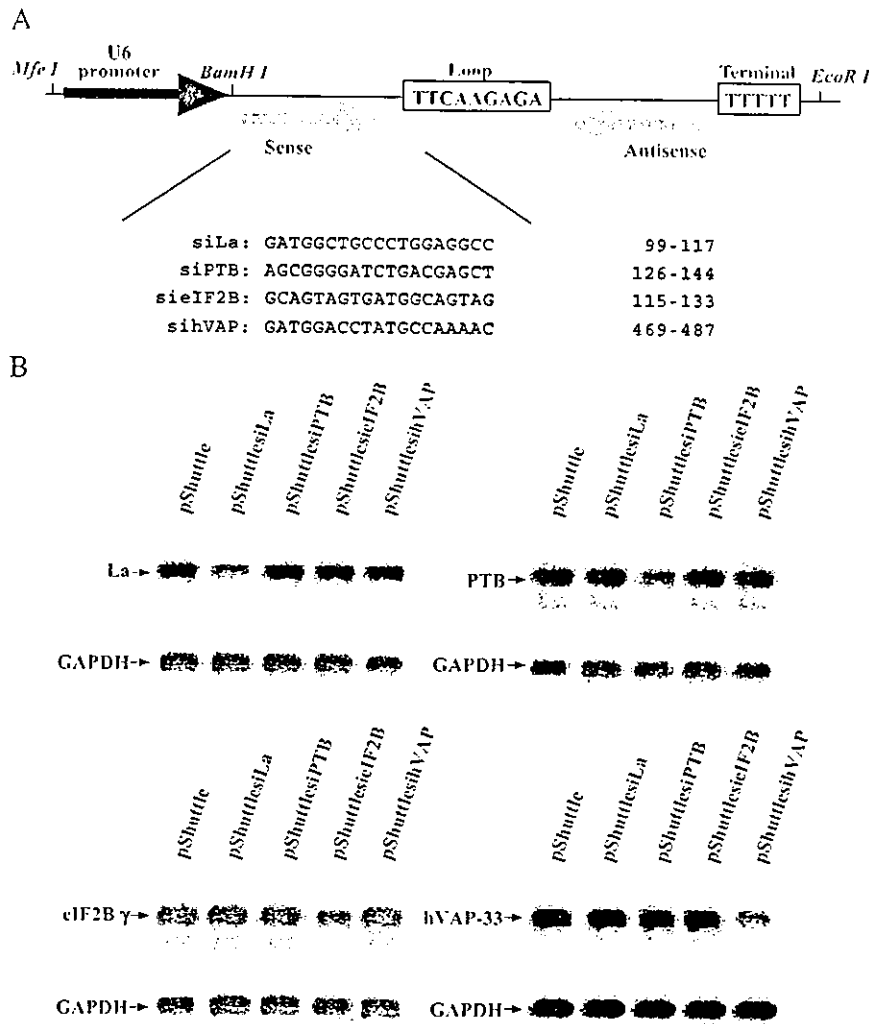 A
U6
Mfe I promoter BamH I Loop Terminal EcoR I
TTCAAGAGA TTTTT
Sense Antisense
siLa: GATGGCTGCCCTGGAGGCC 99-117
siPTB: AGCGGGGATCTGACGAGCT 126-144
sieIF2B: GCAGTAGTGATGGCAGTAG 115-133
sihVAP: GATGGACCTATGCCAAAAC 469-487
B
pShuttle pShuttlesiLa pShuttlesiPTB pShuttlesieIF2B pShuttlesihVAP
pShuttle pShuttlesiLa pShuttlesiPTB pShuttlesieIF2B pShuttlesihVAP
La PTB
GAPDH GAPDH
pShuttle pShuttlesiLa pShuttlesiPTB pShuttlesieIF2B pShuttlesihVAP
pShuttle pShuttlesiLa pShuttlesiPTB pShuttlesieIF2B pShuttlesihVAP
eIF2B γ hVAP-33
GAPDH GAPDH